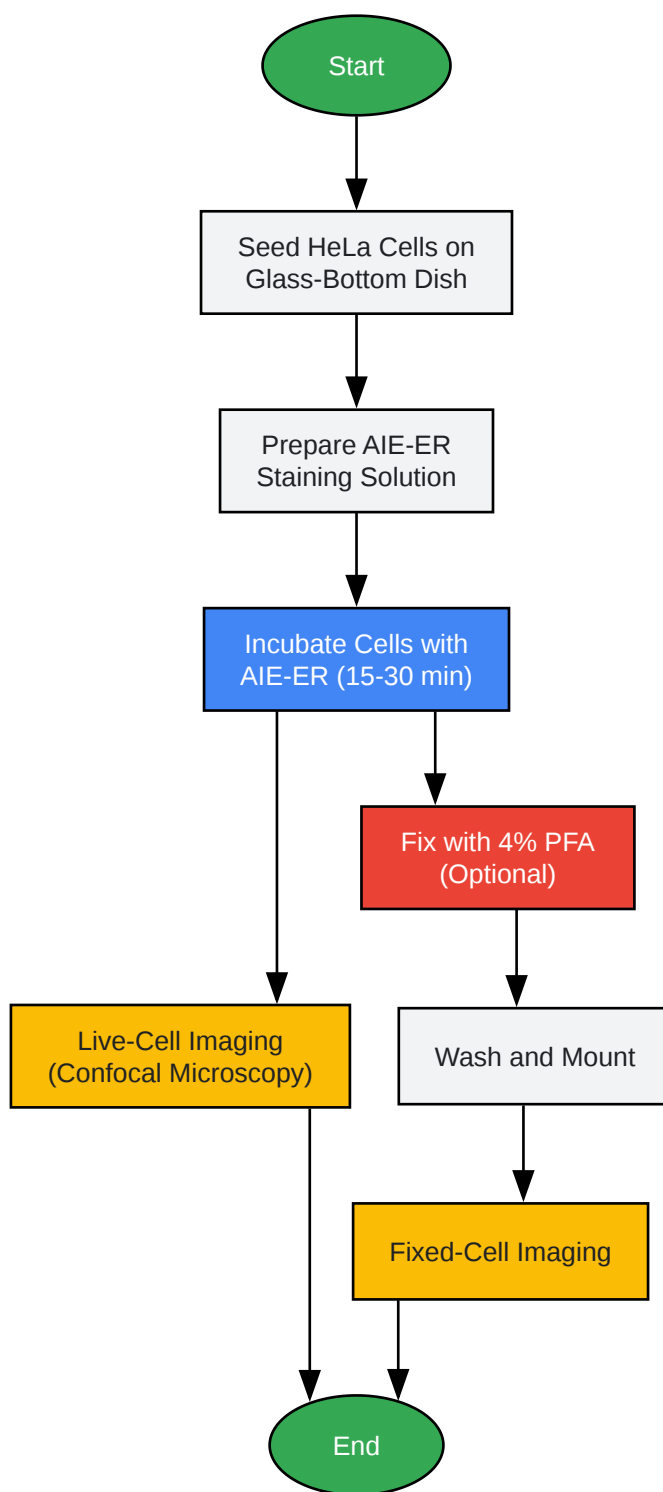 Start
Seed HeLa Cells on
Glass-Bottom Dish
Prepare AIE-ER
Staining Solution
Incubate Cells with
AIE-ER (15-30 min)
Fix with 4% PFA
(Optional)
Live-Cell Imaging
(Confocal Microscopy)
Wash and Mount
Fixed-Cell Imaging
End